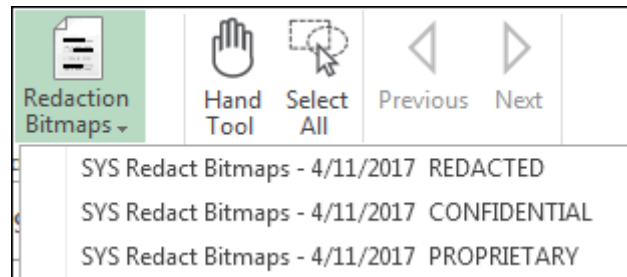 Redaction
Bitmaps
Hand
Tool
Select
All
Previous
Next
SYS Redact Bitmaps - 4/11/2017 REDACTED
SYS Redact Bitmaps - 4/11/2017 CONFIDENTIAL
SYS Redact Bitmaps - 4/11/2017 PROPRIETARY